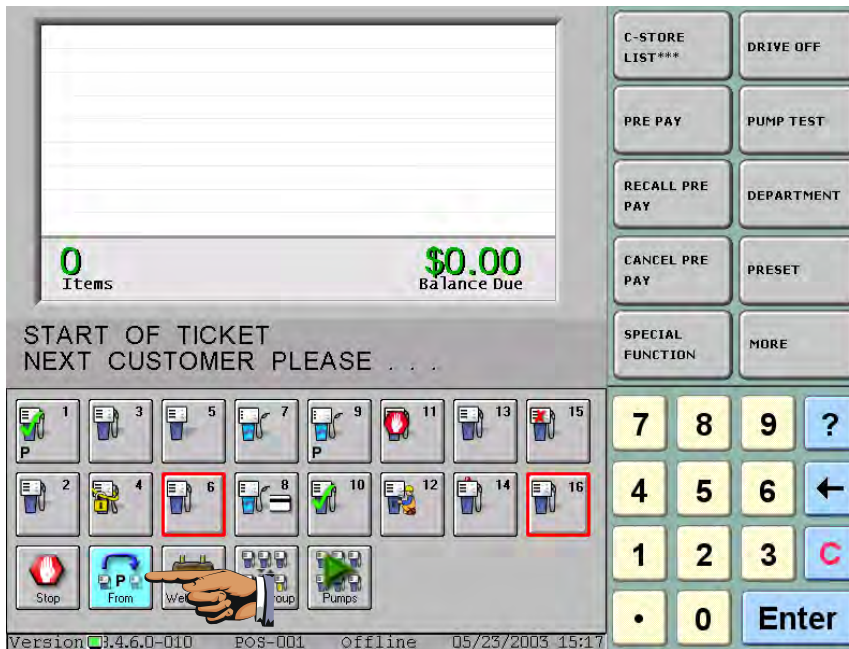 0
Items
$0.00
Balance Due
START OF TICKET
NEXT CUSTOMER PLEASE . . .
C-STORE
LIST***
DRIVE OFF
PRE PAY
PUMP TEST
RECALL PRE
PAY
DEPARTMENT
CANCEL PRE
PAY
PRESET
SPECIAL
FUNCTION
MORE
1 3 5 7 9 11 13 15
P P
2 4 6 8 10 12 14 16
P
Stop From We oup Pumps
7 8 9 ?
4 5 6 ←
1 2 3 C
. 0 Enter
Version 3.4.6.0-010 POS-001 Offline 05/23/2003 15:17